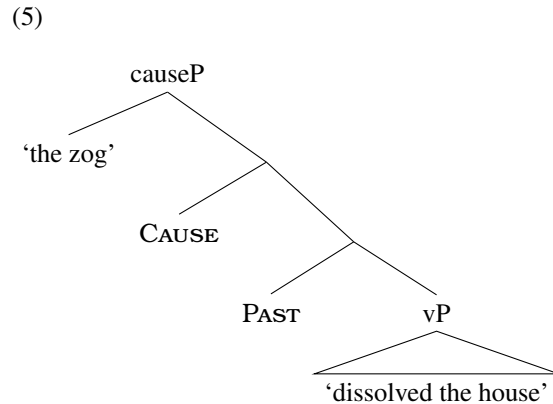 (5)
causeP
‘the zog’
CAUSE
PAST
vP
‘dissolved the house’